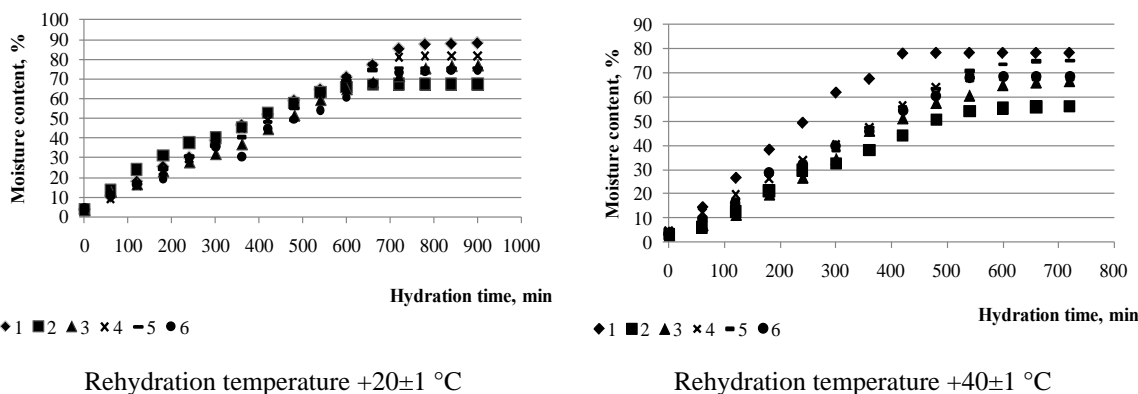 Moisture content, %
100
90
80
70
60
50
40
30
20
10
0
0 100 200 300 400 500 600 700 800 900 1000
Hydration time, min
1 2 3 4 5 6
Rehydration temperature +20±1 °C
Moisture content, %
90
80
70
60
50
40
30
20
10
0
0 100 200 300 400 500 600 700 800
Hydration time, min
1 2 3 4 5 6
Rehydration temperature +40±1 °C